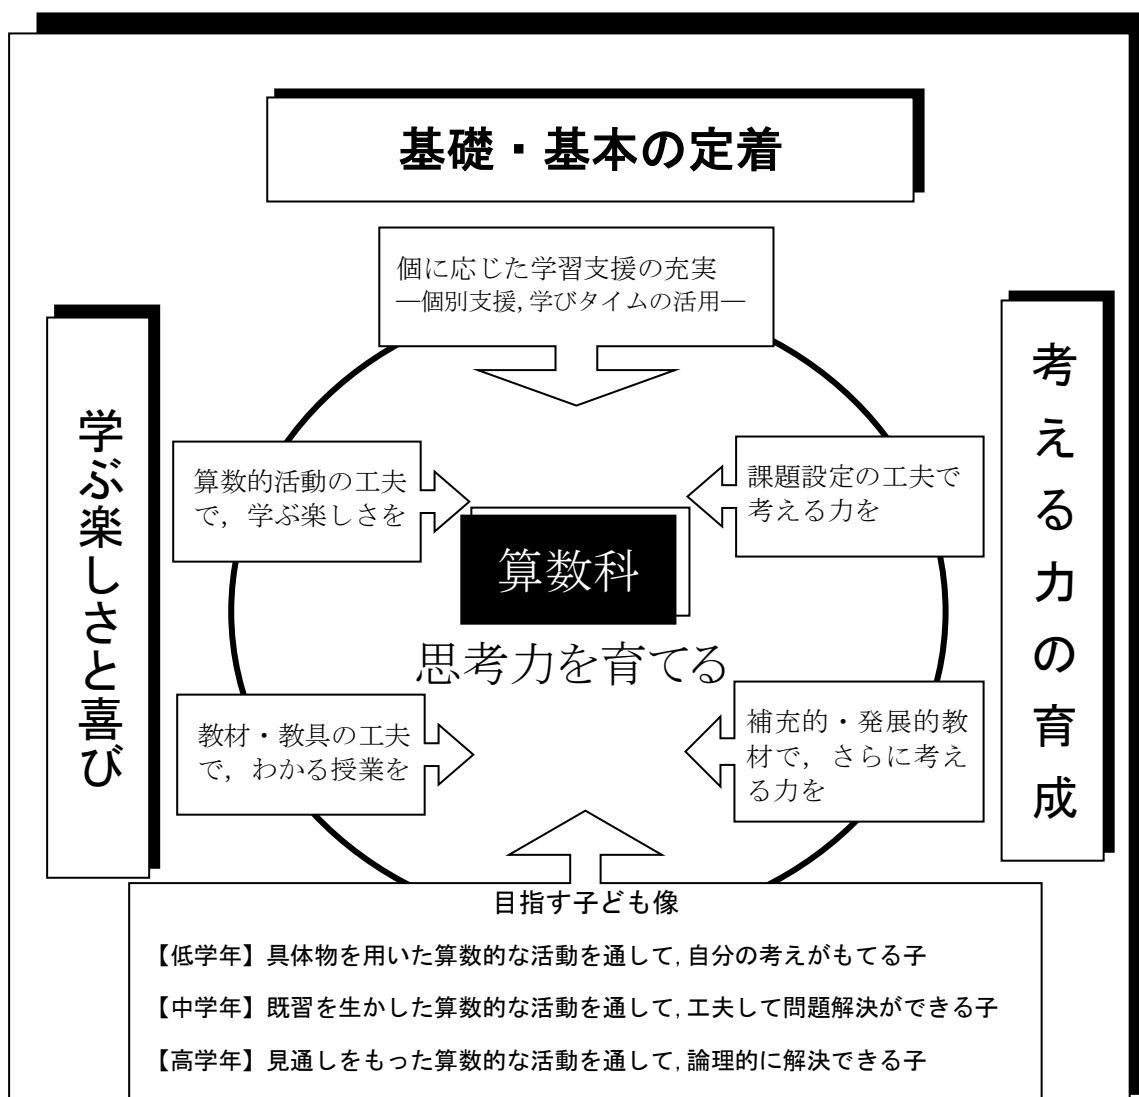 基礎・基本の定着
個に応じた学習支援の充実
―個別支援,学びタイムの活用―
学ぶ楽しさと喜び
考える力の育成
算数的活動の工夫
で，学ぶ楽しさを
課題設定の工夫で
考える力を
算数科
思考力を育てる
教材・教具の工夫
で，わかる授業を
補充的・発展的教
材で，さらに考え
る力を
目指す子ども像
【低学年】具体物を用いた算数的な活動を通して,自分の考えがもてる子
【中学年】既習を生かした算数的な活動を通して,工夫して問題解決ができる子
【高学年】見通しをもった算数的な活動を通して,論理的に解決できる子